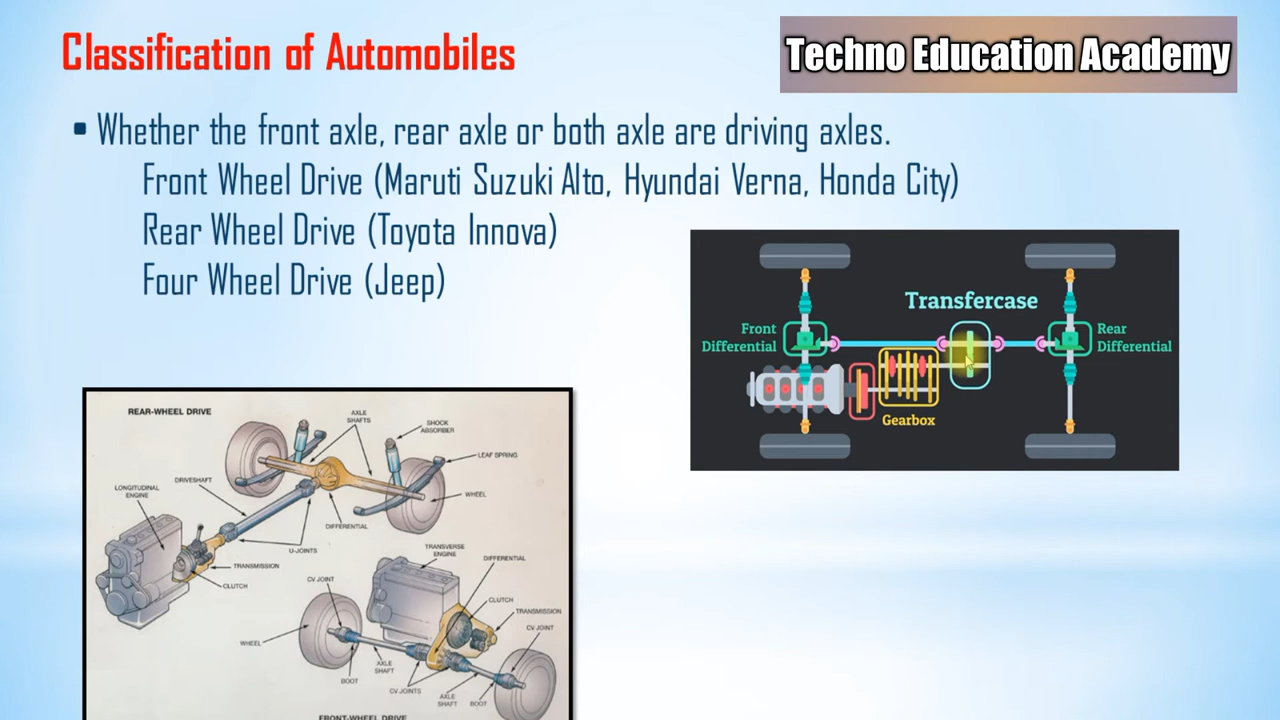 Classification of Automobiles
Techno Education Academy
▪ Whether the front axle, rear axle or both axle are driving axles.
Front Wheel Drive (Maruti Suzuki Alto, Hyundai Verna, Honda City)
Rear Wheel Drive (Toyota Innova)
Four Wheel Drive (Jeep)
Transfercase
Front
Differential
Rear
Differential
Gearbox
REAR-WHEEL DRIVE
AXLE
SHAFTS
SHOCK
ABSORBER
LEAF SPRING
DRIVESHAFT
LONGITUDINAL
ENGINE
WHEEL
DIFFERENTIAL
U-JOINTS
TRANSMISSION
CLUTCH
TRANSVERSE
ENGINE
DIFFERENTIAL
CV JOINT
CLUTCH
TRANSMISSION
CV JOINT
WHEEL
AXLE
SHAFT
BOOT
CV JOINTS
AXLE
SHAFT
BOOT
FRONT-WHEEL DRIVE